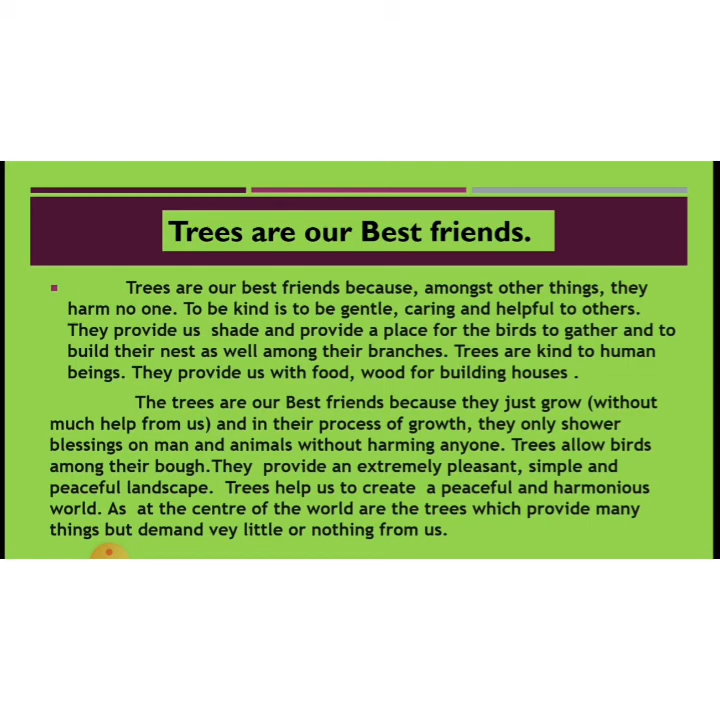 Trees are our Best friends.
Trees are our best friends because, amongst other things, they
harm no one. To be kind is to be gentle, caring and helpful to others.
They provide us shade and provide a place for the birds to gather and to
build their nest as well among their branches. Trees are kind to human
beings. They provide us with food, wood for building houses .
The trees are our Best friends because they just grow (without
much help from us) and in their process of growth, they only shower
blessings on man and animals without harming anyone. Trees allow birds
among their bough.They provide an extremely pleasant, simple and
peaceful landscape. Trees help us to create a peaceful and harmonious
world. As at the centre of the world are the trees which provide many
things but demand vey little or nothing from us.